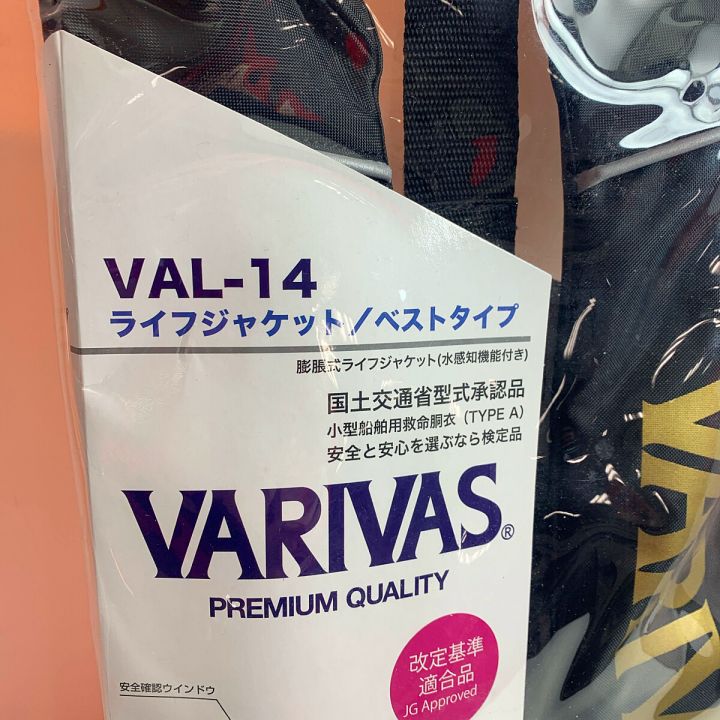 VAL-14
ライフジャケット/ベストタイプ
膨脹式ライフジャケット(水感知機能付き)
国土交通省型式承認品
小型船舶用救命胴衣(TYPE A)
安全と安心を選ぶなら検定品
VARIVAS®
PREMIUM QUALITY
改定基準
適合品
JG Approved
安全確認ウインドウ